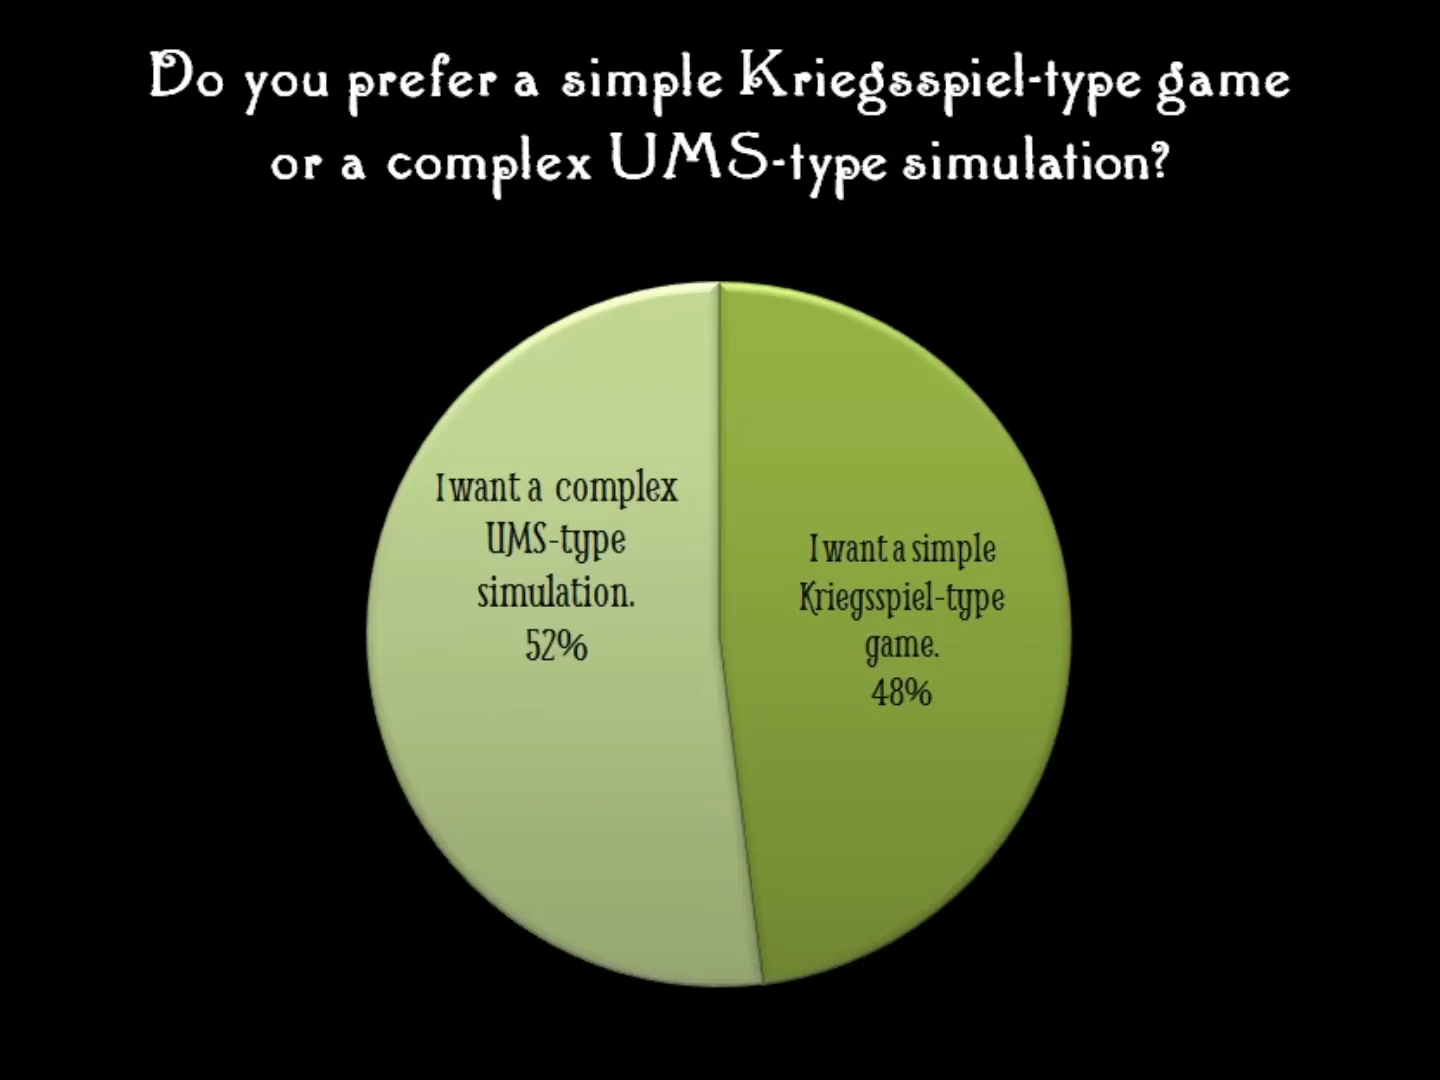 Do you prefer a simple Kriegsspiel-type game
or a complex UMS-type simulation?
I want a complex
UMS-type
simulation.
52%
I want a simple
Kriegsspiel-type
game.
48%